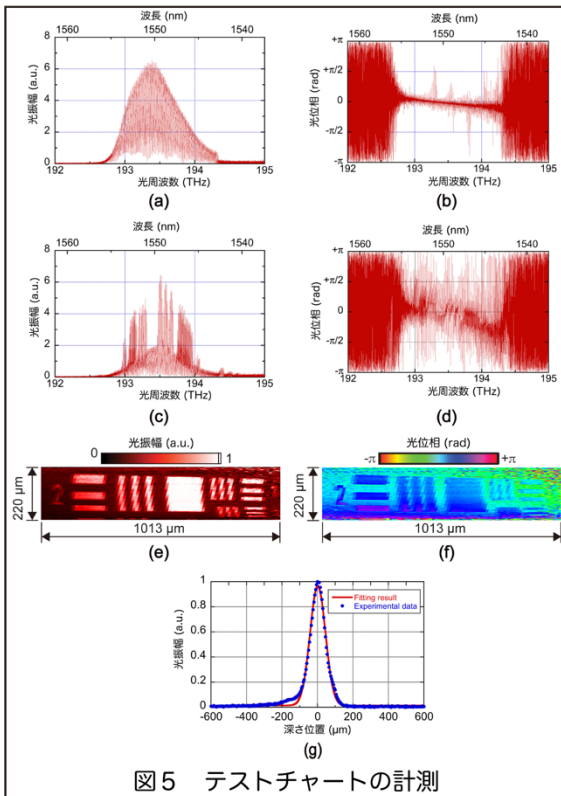 波長 (nm)
1560
1550
1540
光振幅 (a.u.)
8
6
4
2
0
192
193
194
195
光周波数 (THz)
(a)
波長 (nm)
1560
1550
1540
光位相 (rad)
+π
+π/2
0
-π/2
-π
192
193
194
195
光周波数 (THz)
(b)
波長 (nm)
1560
1550
1540
光振幅 (a.u.)
8
6
4
2
0
192
193
194
195
光周波数 (THz)
(c)
波長 (nm)
1560
1550
1540
光位相 (rad)
+π
+π/2
0
-π/2
-π
192
193
194
195
光周波数 (THz)
(d)
光振幅 (a.u.)
0
1
220 μm
2
1013 μm
(e)
光位相 (rad)
-π
+π
220 μm
2
1013 μm
(f)
光振幅 (a.u.)
1
0.8
0.6
0.4
0.2
0
Fitting result
Experimental data
-600
-400
-200
0
200
400
600
深さ位置 (μm)
(g)
図5 テストチャートの計測